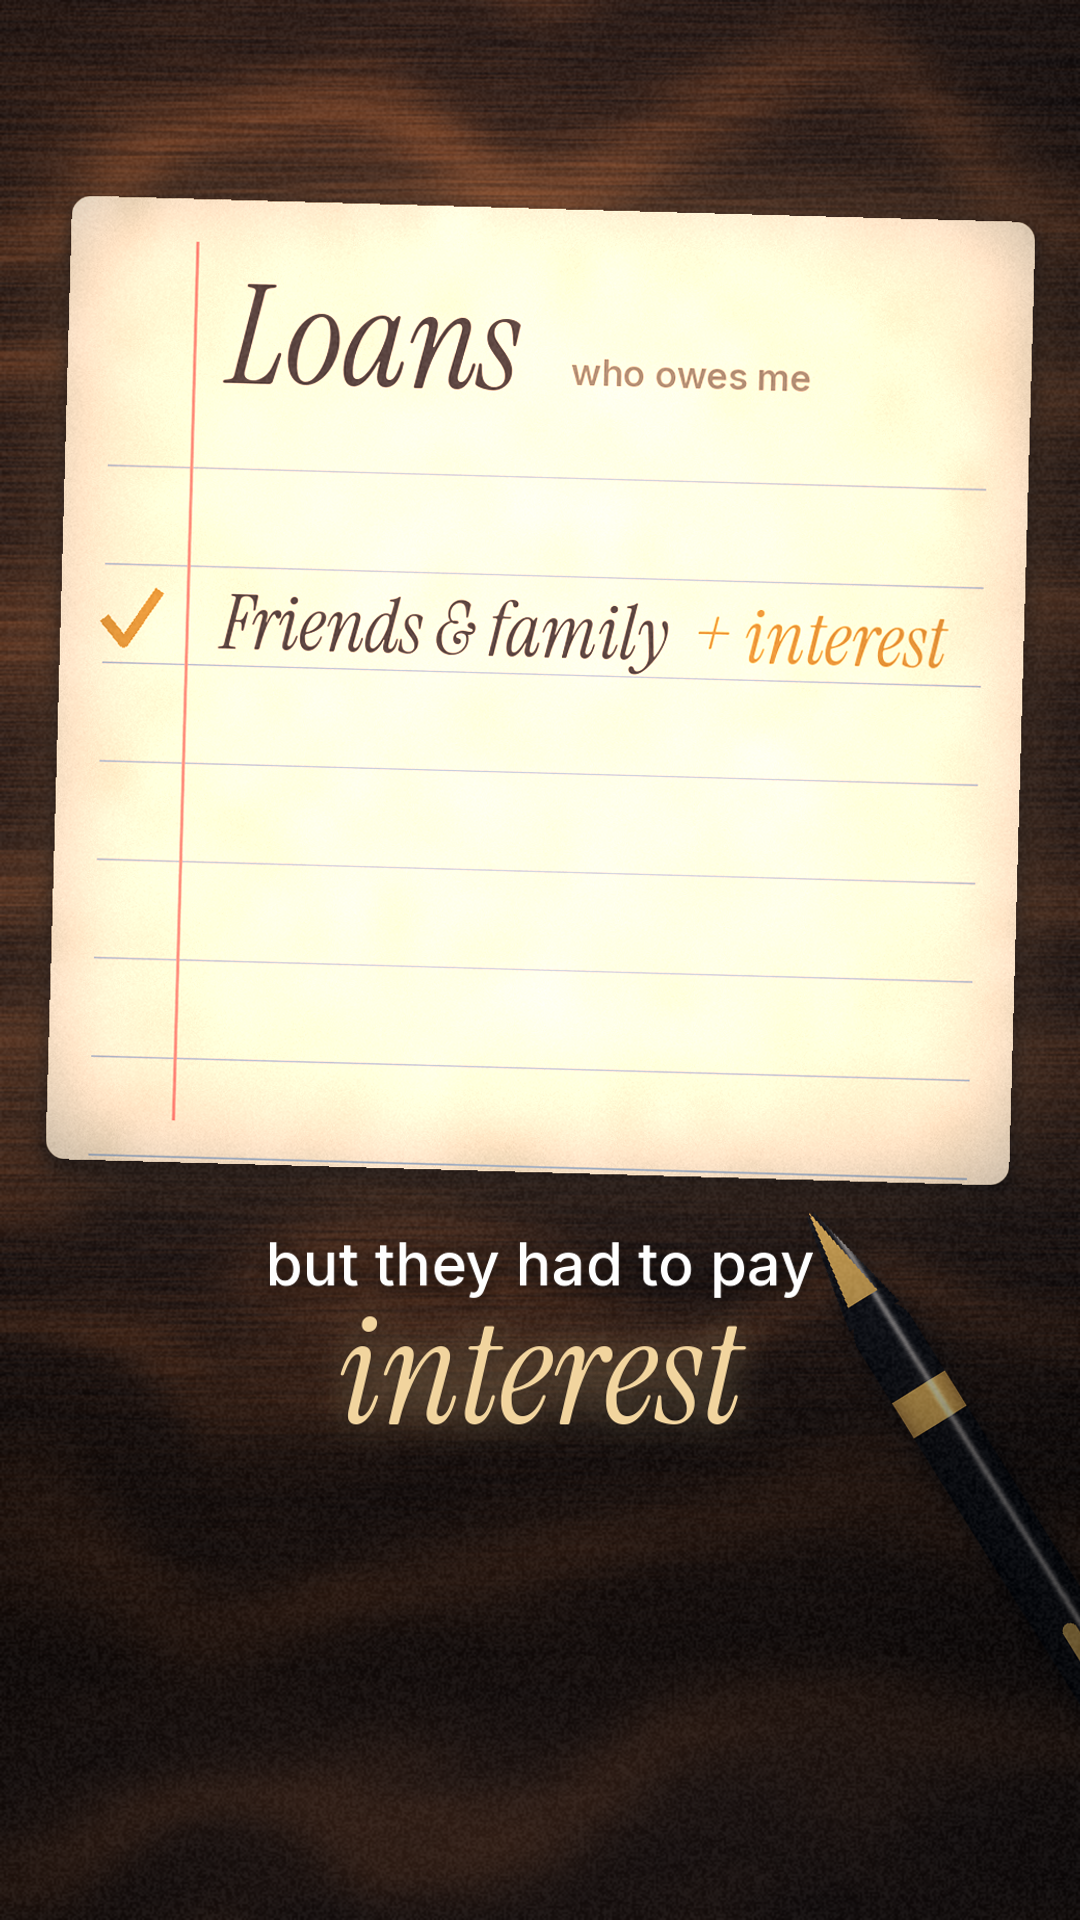 Loans who owes me
Friends & family + interest
but they had to pay
interest